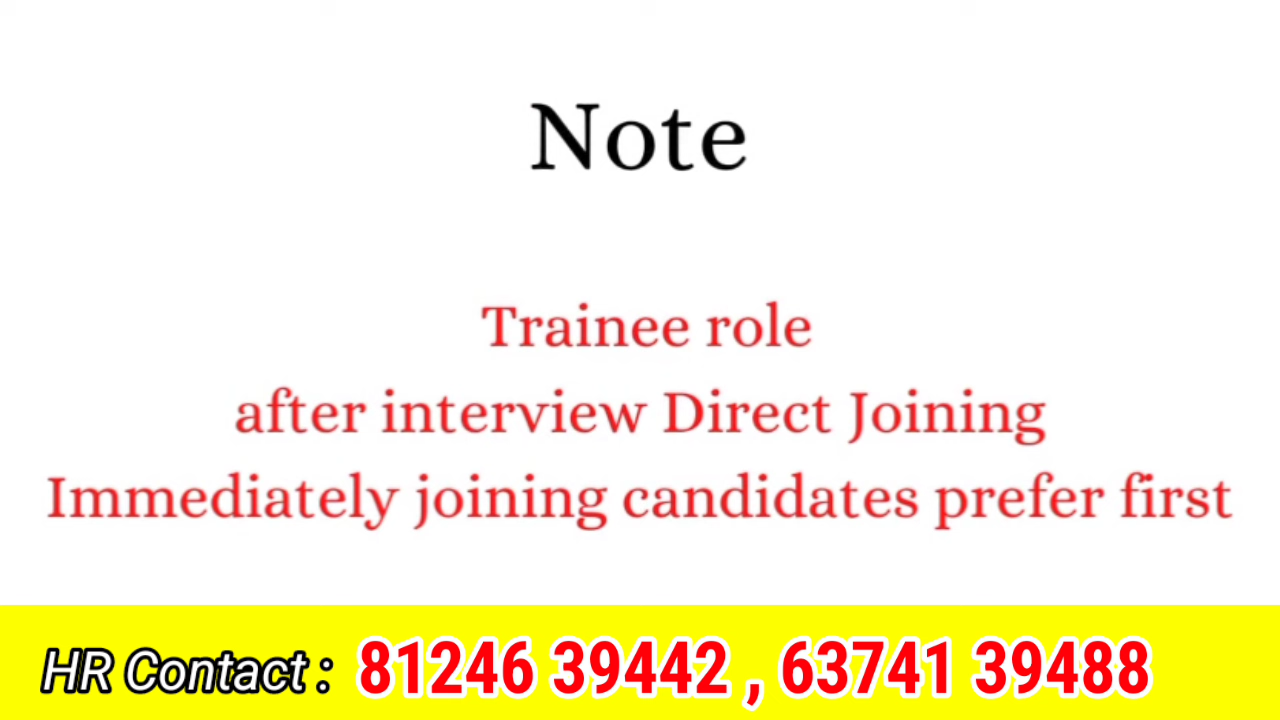 Note
Trainee role
after interview Direct Joining
Immediately joining candidates prefer first
HR Contact : 81246 39442 , 63741 39488